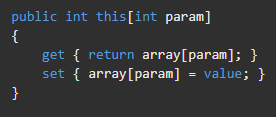 public int this[int param]
{
    get { return array[param]; }
    set { array[param] = value; }
}